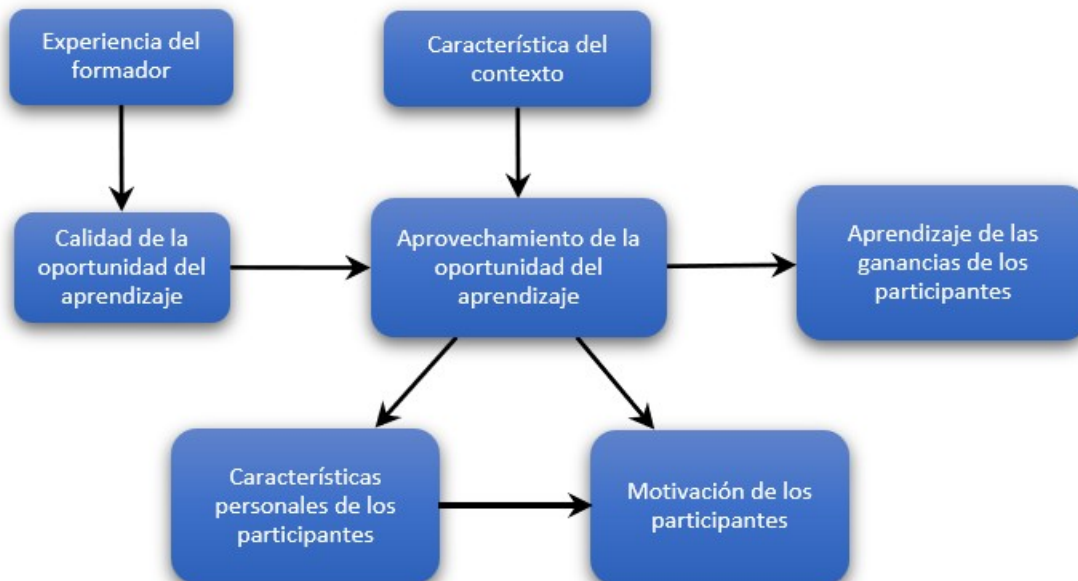 Experiencia del
formador
Característica del
contexto
Calidad de la
oportunidad del
aprendizaje
Aprovechamiento de la
oportunidad del
aprendizaje
Aprendizaje de las
ganancias de los
participantes
Característícas
personales de los
participantes
Motivación de los
participantes